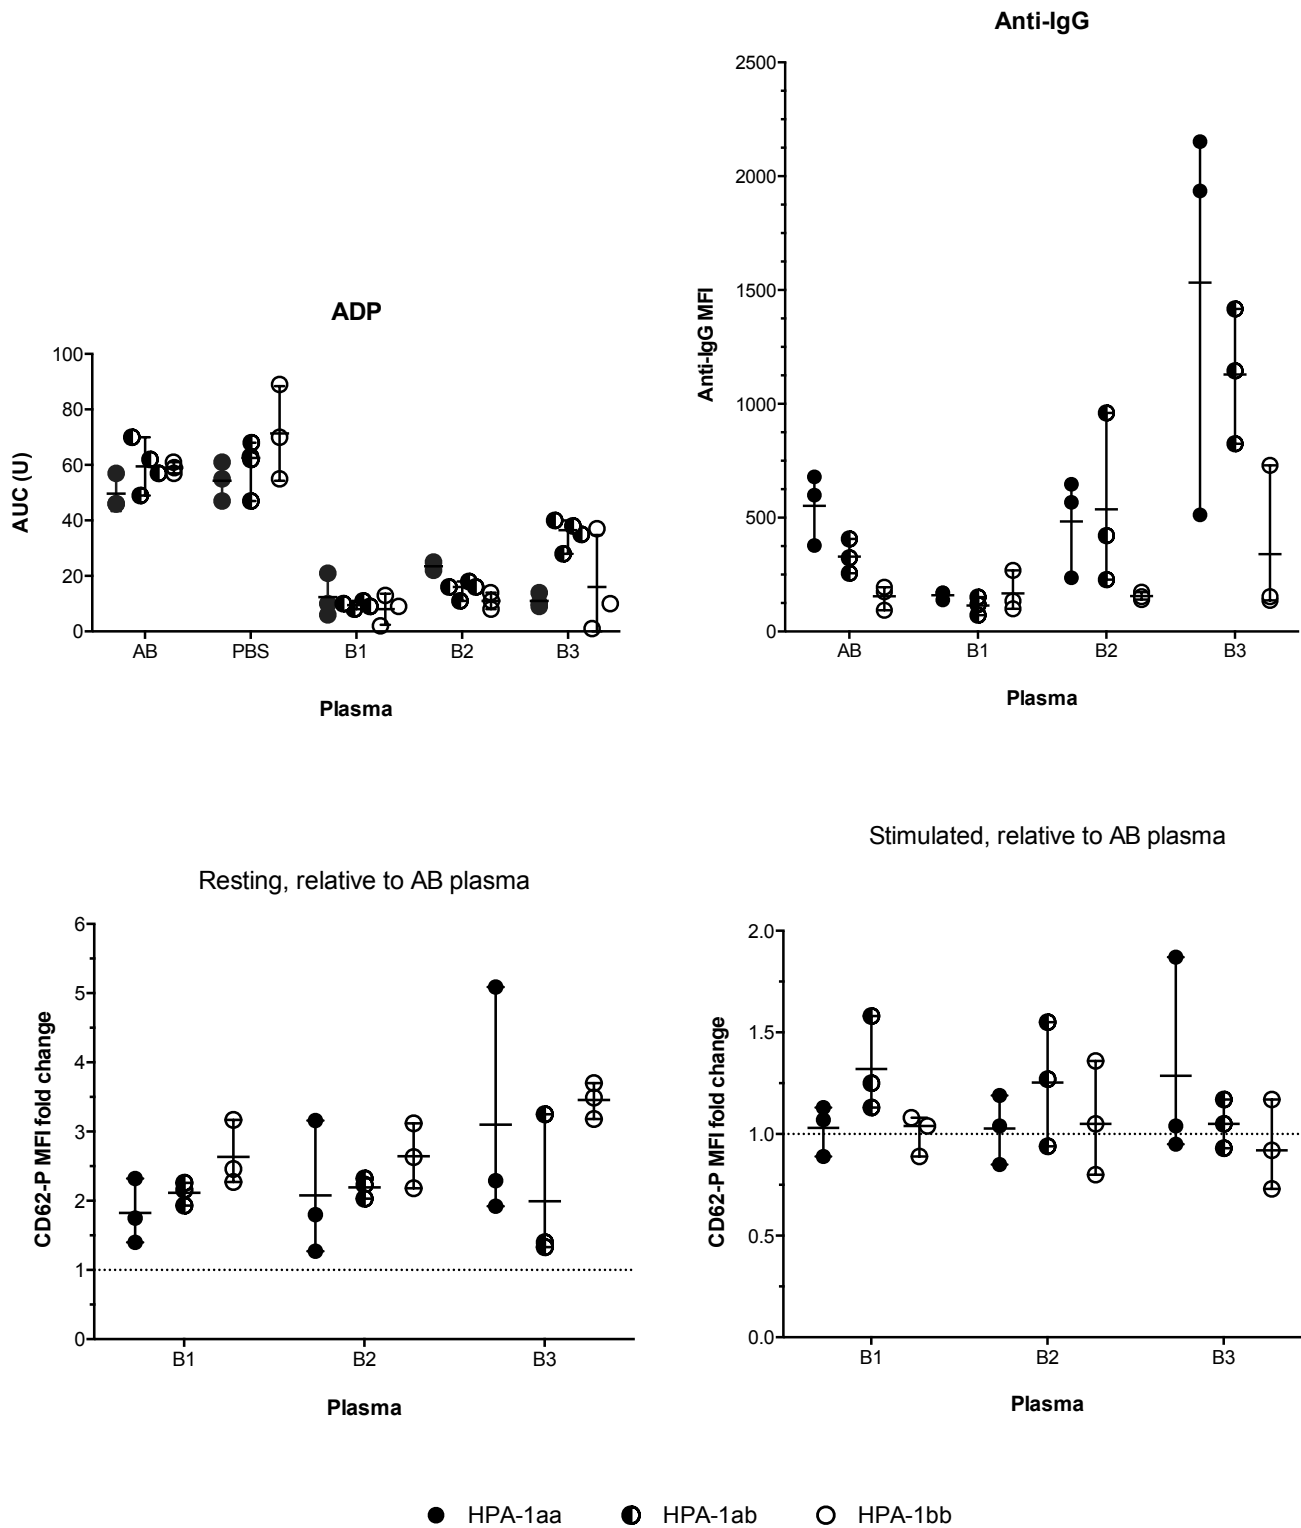 Anti-IgG
2500
2000
1500
1000
500
0
Anti-IgG MFI
AB
B1
B2
B3
Plasma
ADP
100
80
60
40
20
0
AUC (U)
AB
PBS
B1
B2
B3
Plasma
Resting, relative to AB plasma
6
5
4
3
2
1
0
CD62-P MFI fold change
B1
B2
B3
Plasma
Stimulated, relative to AB plasma
2.0
1.5
1.0
0.5
0.0
CD62-P MFI fold change
B1
B2
B3
Plasma
HPA-1aa
HPA-1ab
HPA-1bb